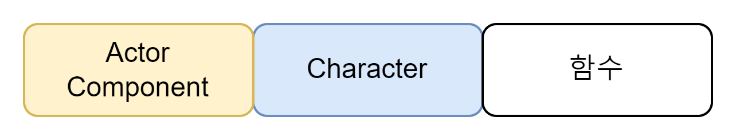 Actor
Component
Character
함수